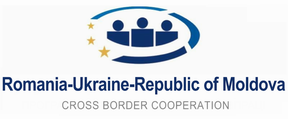 Romania-Ukraine-Republic of Moldova
CROSS BORDER COOPERATION